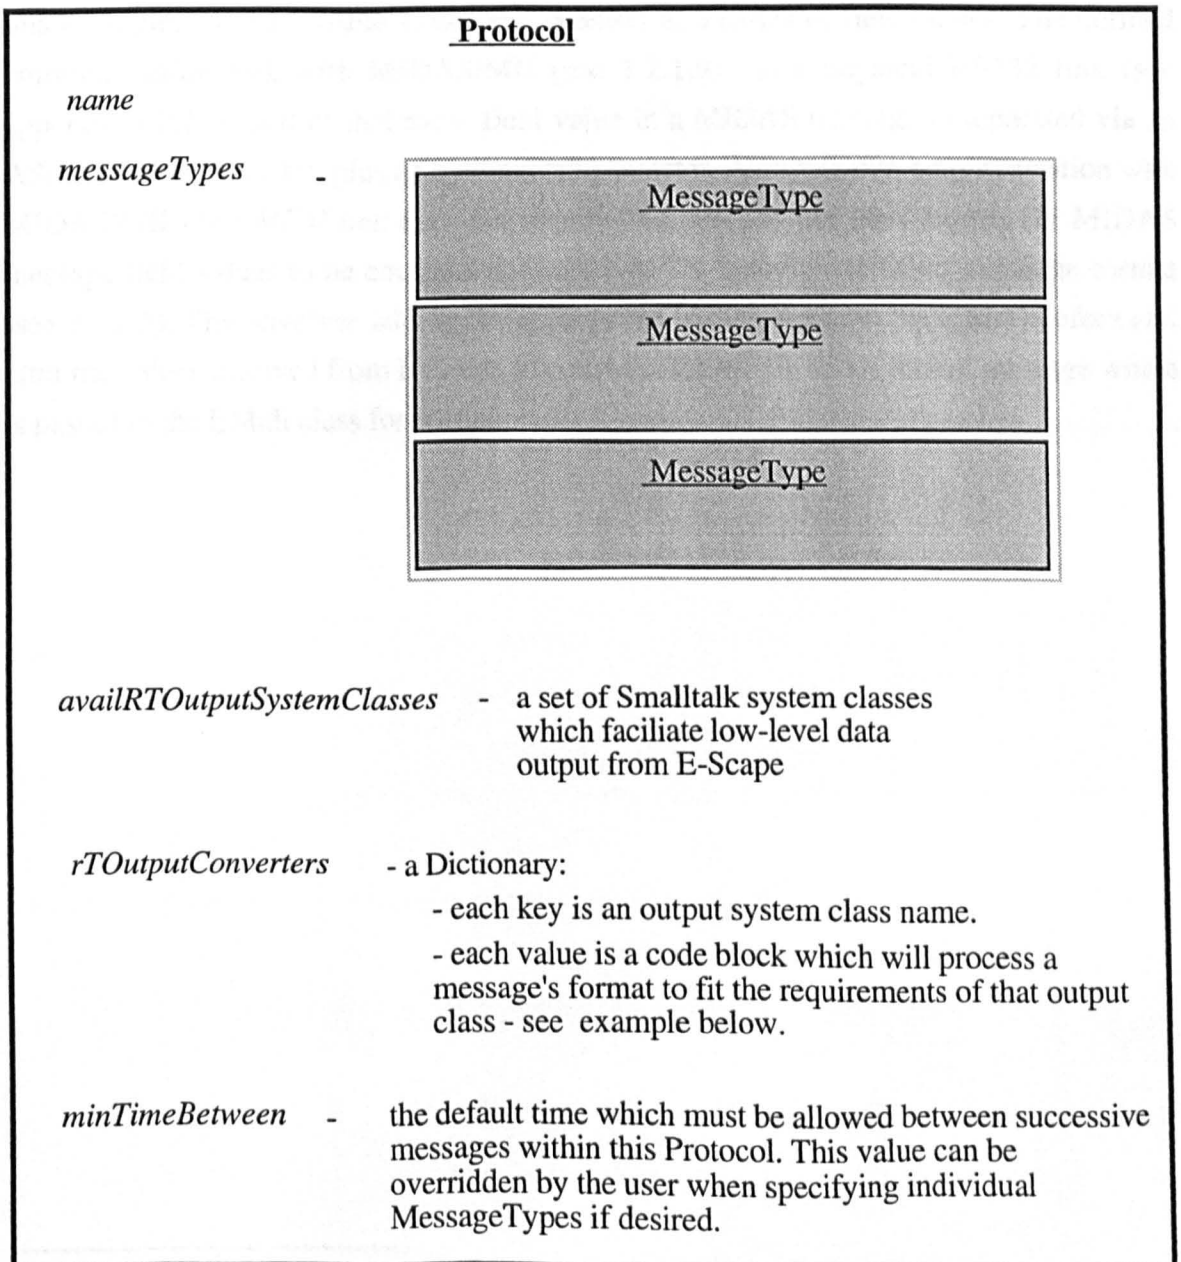 Protocol
name
messageTypes -
MessageType
MessageType
MessageType
availRTOutputSystemClasses - a set of Smalltalk system classes
which faciliate low-level data
output from E-Scape
rTOutputConverters - a Dictionary:
- each key is an output system class name.
- each value is a code block which will process a
message's format to fit the requirements of that output
class - see example below.
minTimeBetween - the default time which must be allowed between successive
messages within this Protocol. This value can be
overridden by the user when specifying individual
MessageTypes if desired.